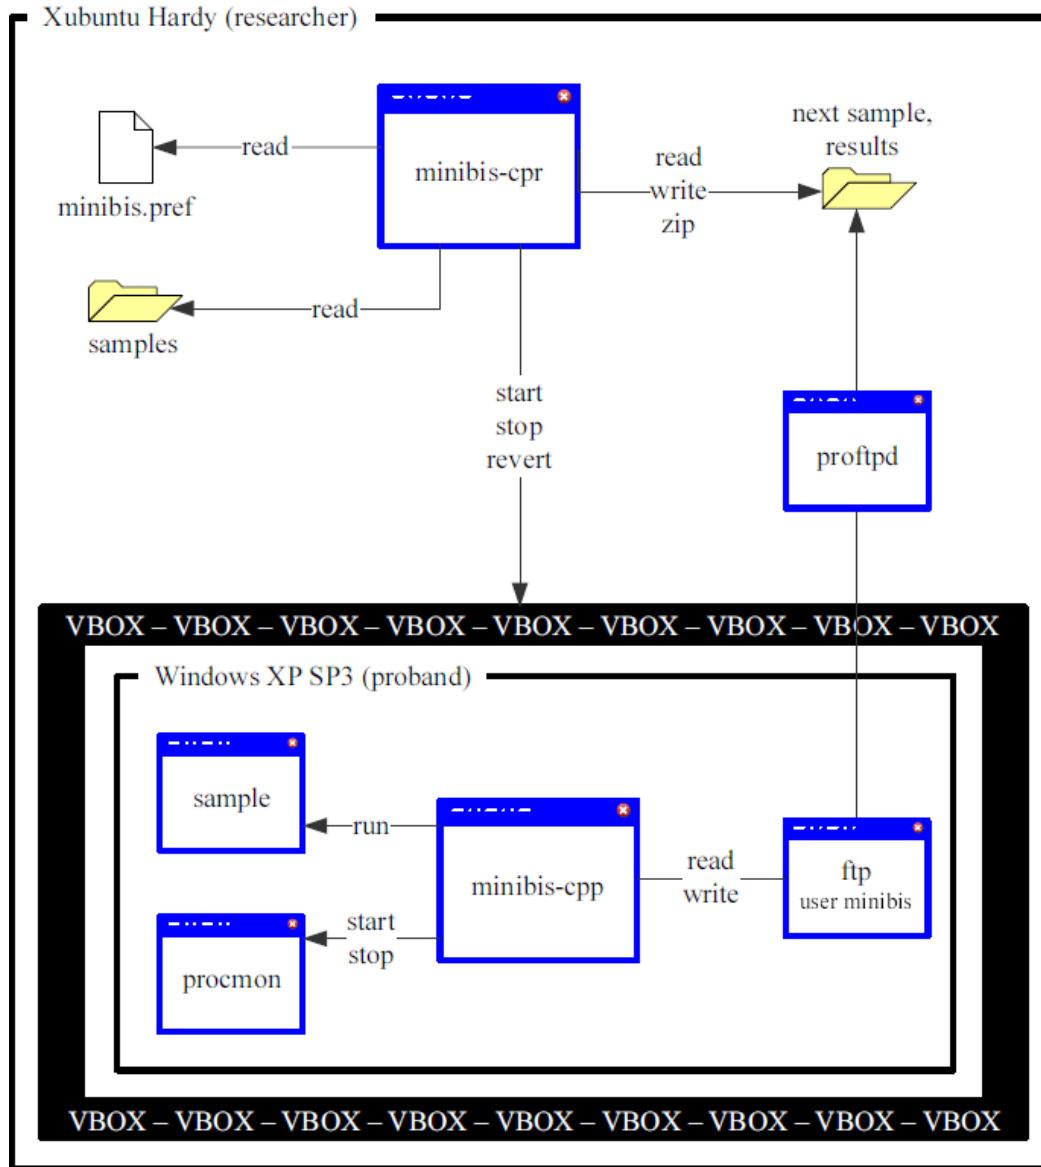 Xubuntu Hardy (researcher)
minibis-cpr
read
minibis.pref
read
write
zip
next sample,
results
read
samples
start
stop
revert
proftpd
VBOX – VBOX – VBOX – VBOX – VBOX – VBOX – VBOX – VBOX – VBOX
Windows XP SP3 (proband)
sample
run
minibis-cpp
read
write
ftp
user minibis
start
stop
procmon
VBOX – VBOX – VBOX – VBOX – VBOX – VBOX – VBOX – VBOX – VBOX